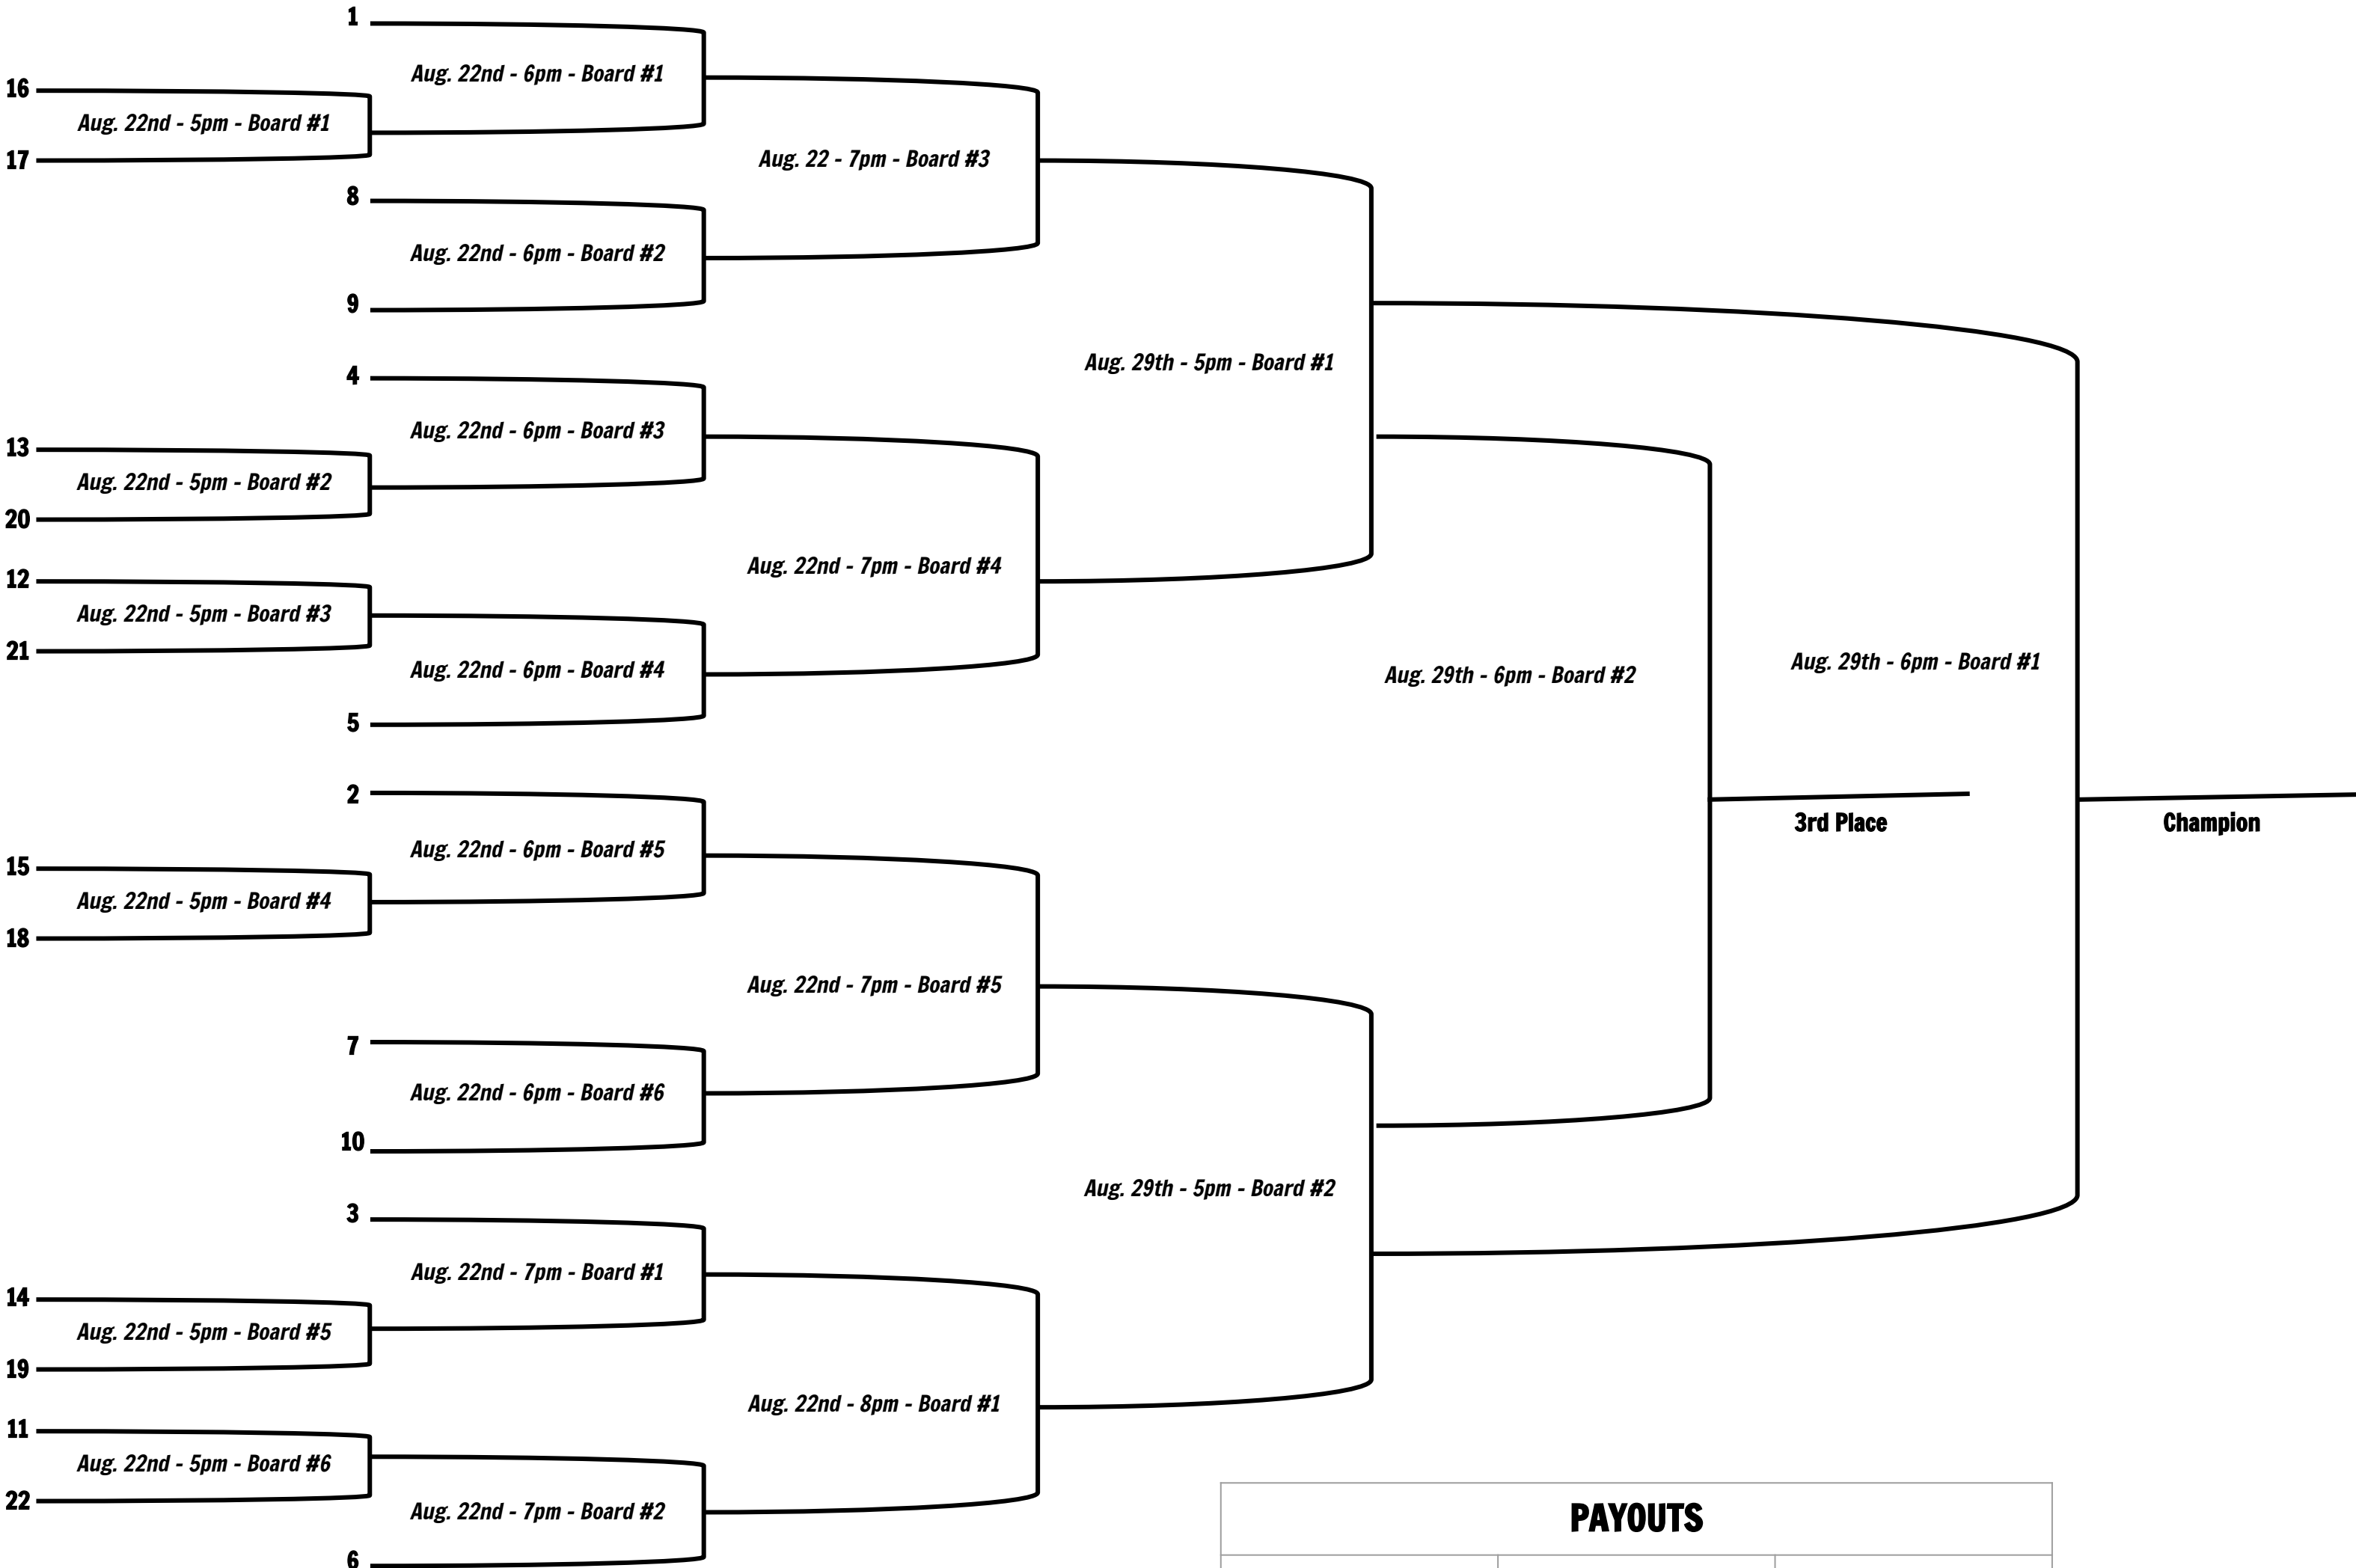 1
Aug. 22nd - 6pm - Board #1
16
Aug. 22nd - 5pm - Board #1
17
Aug. 22 - 7pm - Board #3
8
Aug. 22nd - 6pm - Board #2
9
Aug. 29th - 5pm - Board #1
4
Aug. 22nd - 6pm - Board #3
13
Aug. 22nd - 5pm - Board #2
20
Aug. 22nd - 7pm - Board #4
12
Aug. 22nd - 5pm - Board #3
21
Aug. 22nd - 6pm - Board #4
5
Aug. 29th - 6pm - Board #2
Aug. 29th - 6pm - Board #1
2
3rd Place
Champion
Aug. 22nd - 6pm - Board #5
15
Aug. 22nd - 5pm - Board #4
18
Aug. 22nd - 7pm - Board #5
7
Aug. 22nd - 6pm - Board #6
10
Aug. 29th - 5pm - Board #2
3
Aug. 22nd - 7pm - Board #1
14
Aug. 22nd - 5pm - Board #5
19
Aug. 22nd - 8pm - Board #1
11
Aug. 22nd - 5pm - Board #6
22
Aug. 22nd - 7pm - Board #2
6
PAYOUTS